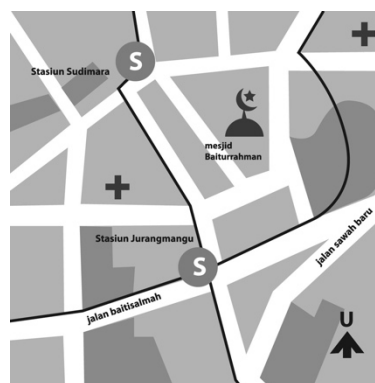 S
Stasiun Sudimara
mesjid
Baiturrahman
Stasiun Jurangmangu
S
jalan sawah baru
jalan baitisalmah
U